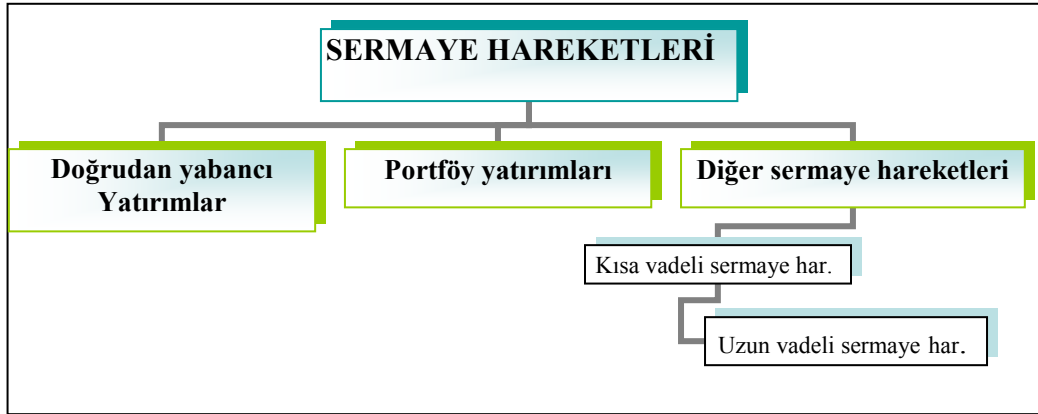 SERMAYE HAREKETLERİ
Doğrudan yabancı
Yatırımlar
Portföy yatırımları
Diğer sermaye hareketleri
Kısa vadeli sermaye har.
Uzun vadeli sermaye har.